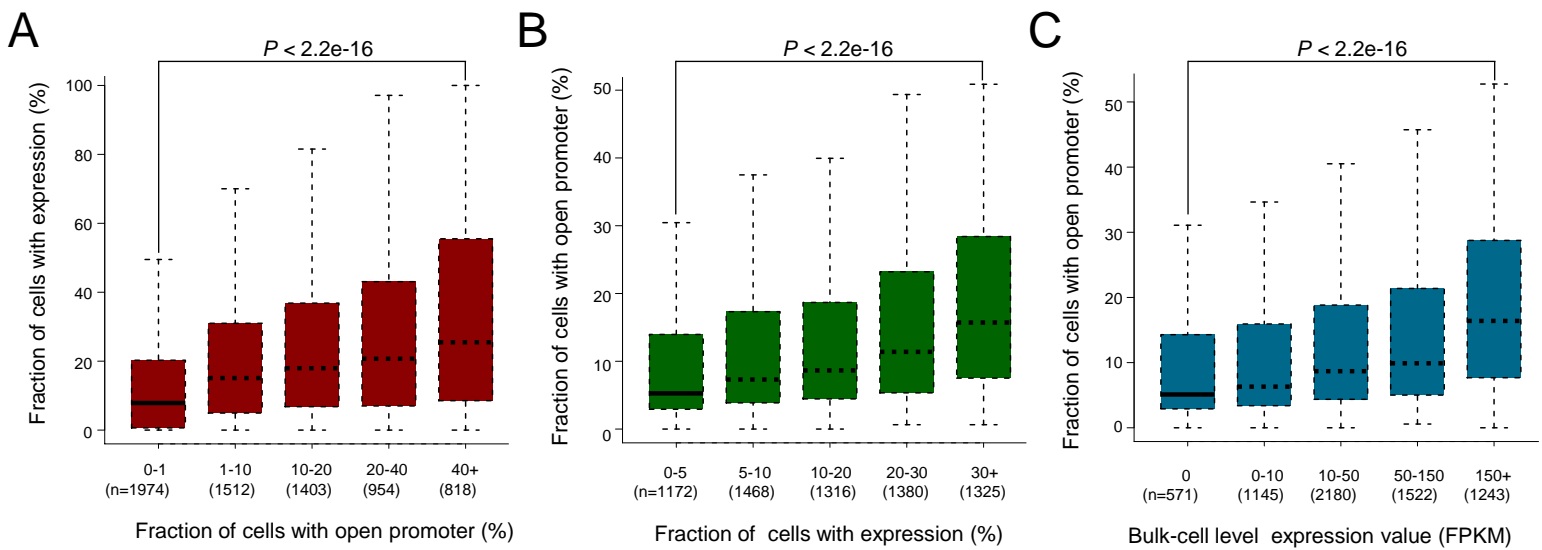 A
P < 2.2e-16
Fraction of cells with expression (%)
100
80
60
40
20
0
0-1 1-10 10-20 20-40 40+
(n=1974) (1512) (1403) (954) (818)
Fraction of cells with open promoter (%)
B
P < 2.2e-16
Fraction of cells with open promoter (%)
50
40
30
20
10
0
0-5 5-10 10-20 20-30 30+
(n=1172) (1468) (1316) (1380) (1325)
Fraction of cells with expression (%)
C
P < 2.2e-16
Fraction of cells with open promoter (%)
50
40
30
20
10
0
0 0-10 10-50 50-150 150+
(n=571) (1145) (2180) (1522) (1243)
Bulk-cell level expression value (FPKM)